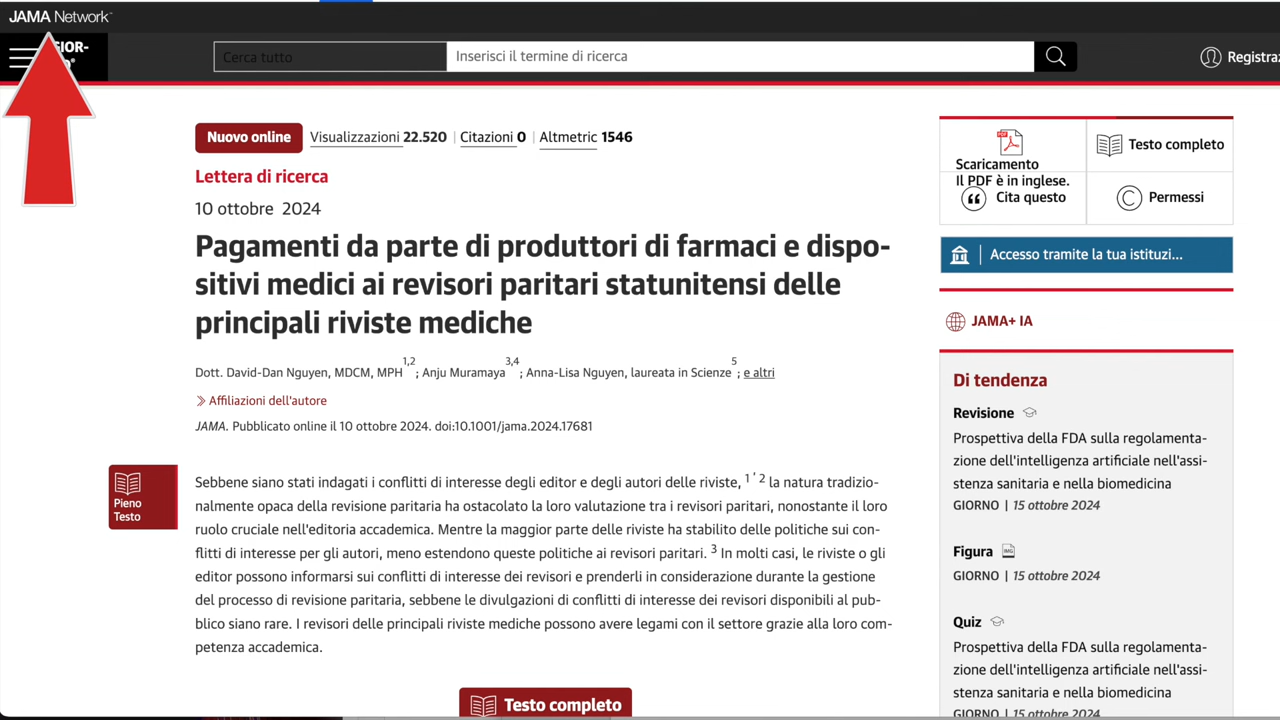 JAMA Network
GIOR-
Cerca tutto
Inserisci il termine di ricerca
Registraz
Nuovo online
Visualizzazioni 22.520
Citazioni 0
Altmetric 1546
Lettera di ricerca
10 ottobre 2024
Pagamenti da parte di produttori di farmaci e dispo-
sitivi medici ai revisori paritari statunitensi delle
principali riviste mediche
Dott. David-Dan Nguyen, MDCM, MPH 1,2 ; Anju Muramaya 3,4 ; Anna-Lisa Nguyen, laureata in Scienze 5 ; e altri
Affiliazioni dell'autore
JAMA. Pubblicato online il 10 ottobre 2024. doi:10.1001/jama.2024.17681
Pieno
Testo
Sebbene siano stati indagati i conflitti di interesse degli editor e degli autori delle riviste, 1 ' 2 la natura tradizio-
nalmente opaca della revisione paritaria ha ostacolato la loro valutazione tra i revisori paritari, nonostante il loro
ruolo cruciale nell'editoria accademica. Mentre la maggior parte delle riviste ha stabilito delle politiche sui con-
flitti di interesse per gli autori, meno estendono queste politiche ai revisori paritari. 3 In molti casi, le riviste o gli
editor possono informarsi sui conflitti di interesse dei revisori e prenderli in considerazione durante la gestione
del processo di revisione paritaria, sebbene le divulgazioni di conflitti di interesse dei revisori disponibili al pub-
blico siano rare. I revisori delle principali riviste mediche possono avere legami con il settore grazie alla loro com-
petenza accademica.
Testo completo
PDF
Scaricamento
Il PDF è in inglese.
Testo completo
Cita questo
Permessi
Accesso tramite la tua istituzi...
JAMA+ IA
Di tendenza
Revisione
Prospettiva della FDA sulla regolamenta-
zione dell'intelligenza artificiale nell'assi-
stenza sanitaria e nella biomedicina
GIORNO | 15 ottobre 2024
Figura
GIORNO | 15 ottobre 2024
Quiz
Prospettiva della FDA sulla regolamenta-
zione dell'intelligenza artificiale nell'assi-
stenza sanitaria e nella biomedicina
GIORNO | 15 ottobre 2024